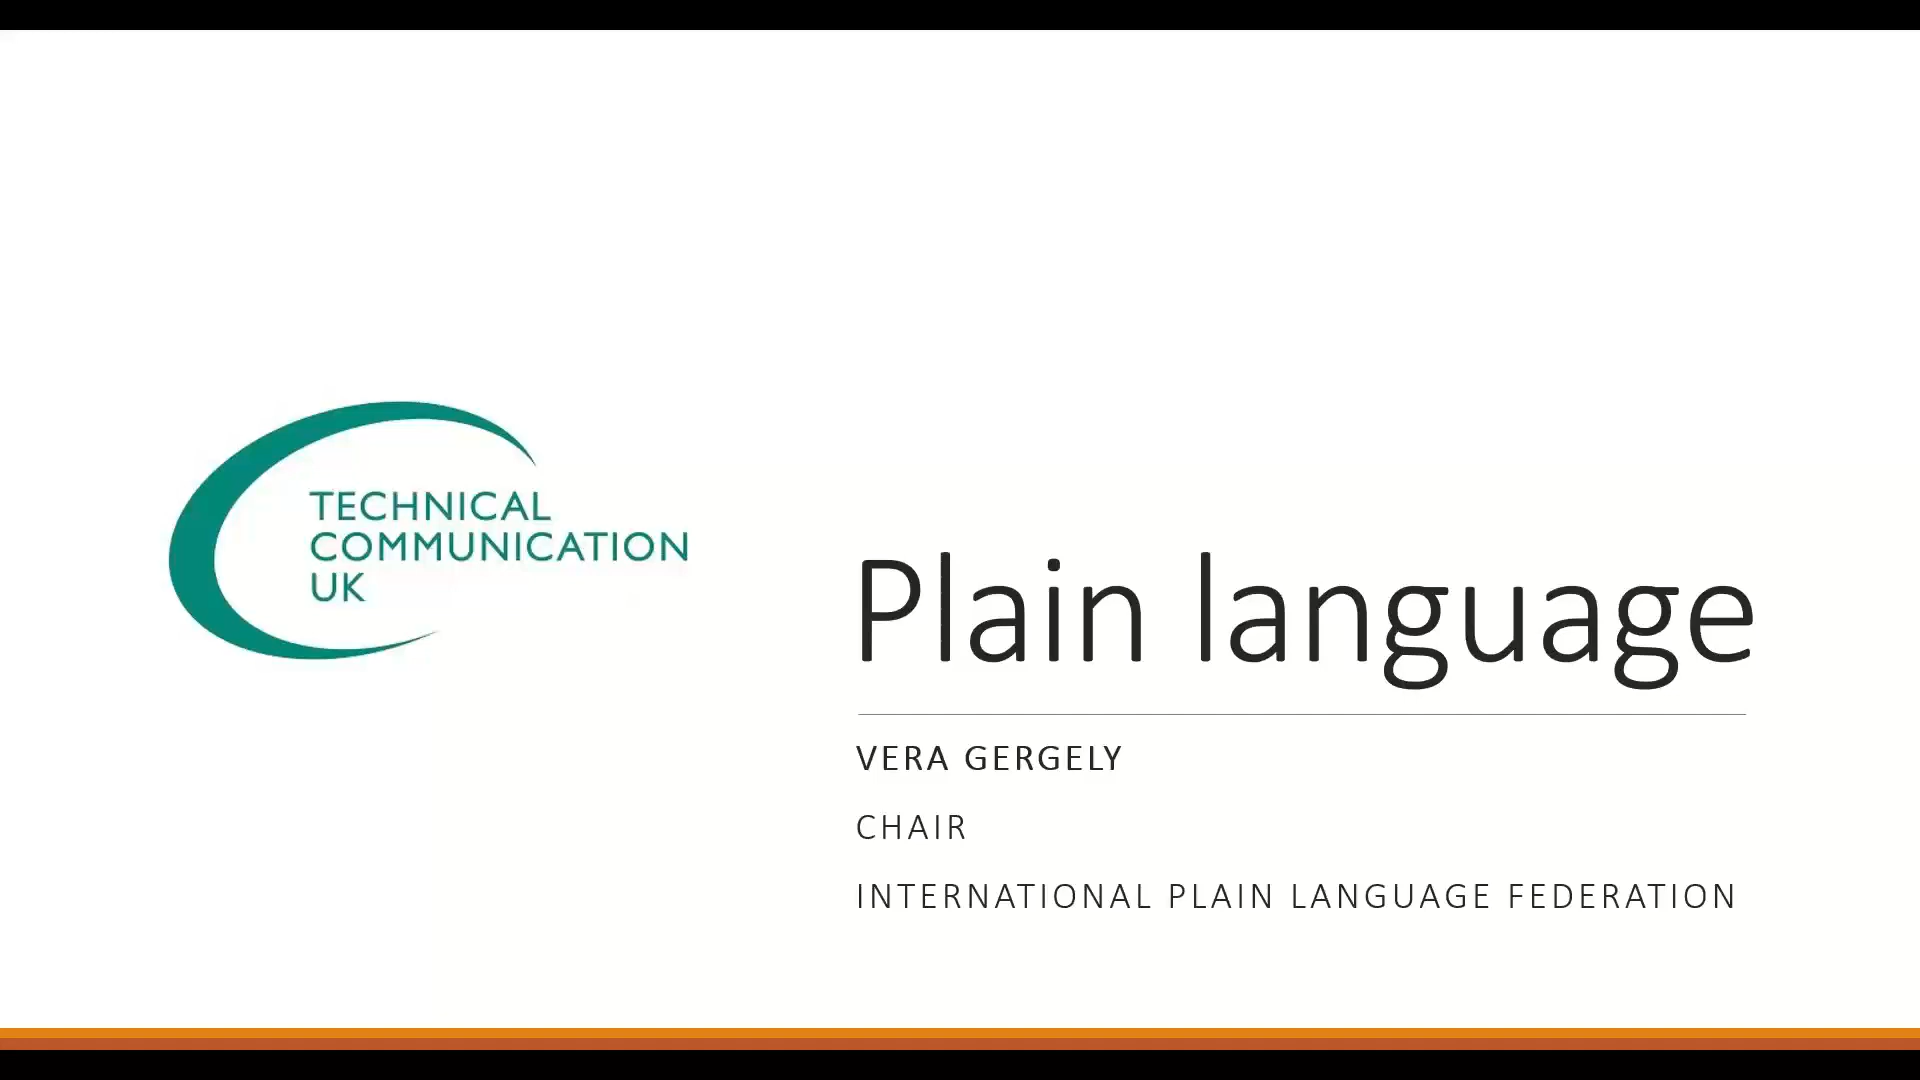 TECHNICAL
COMMUNICATION
UK
Plain language
VERA GERGELY
CHAIR
INTERNATIONAL PLAIN LANGUAGE FEDERATION